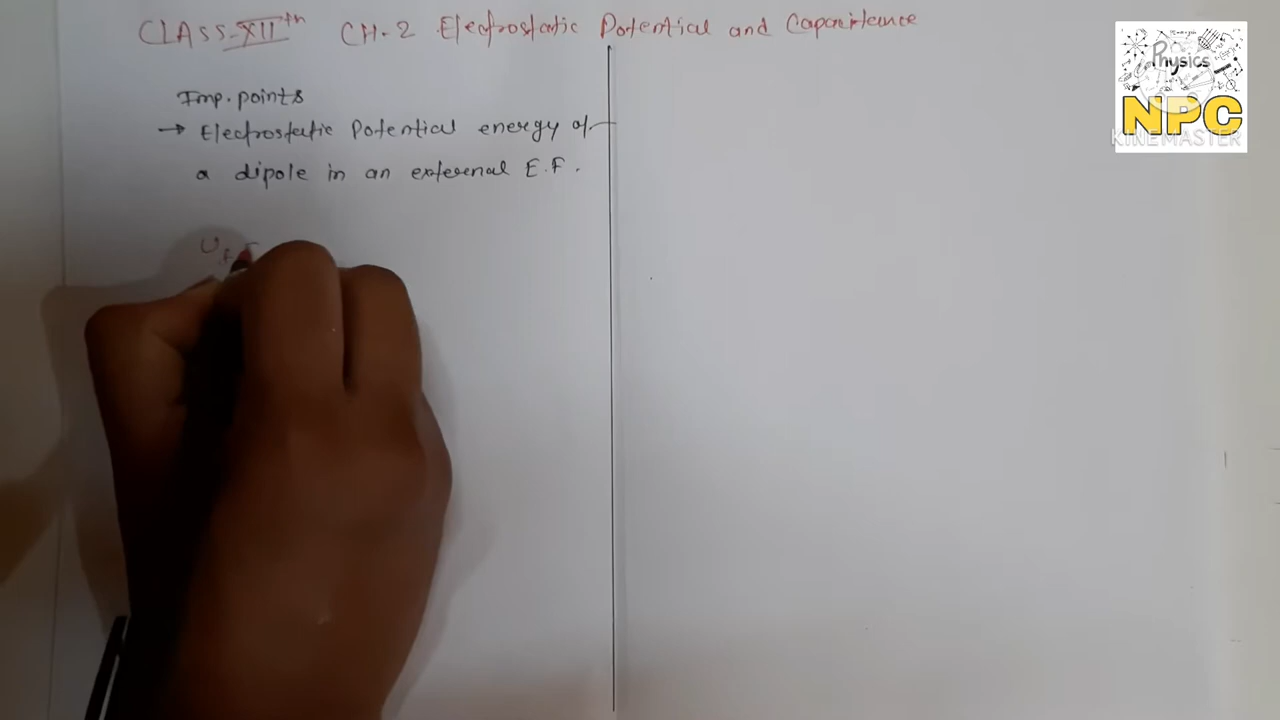 CLASS-XIIth CH.2 Electrostatic Potential and Capacitance
Imp. points
→ Electrostatic Potential energy of
a dipole in an external E.F.
U
Physics
NPC
KINEMASTER